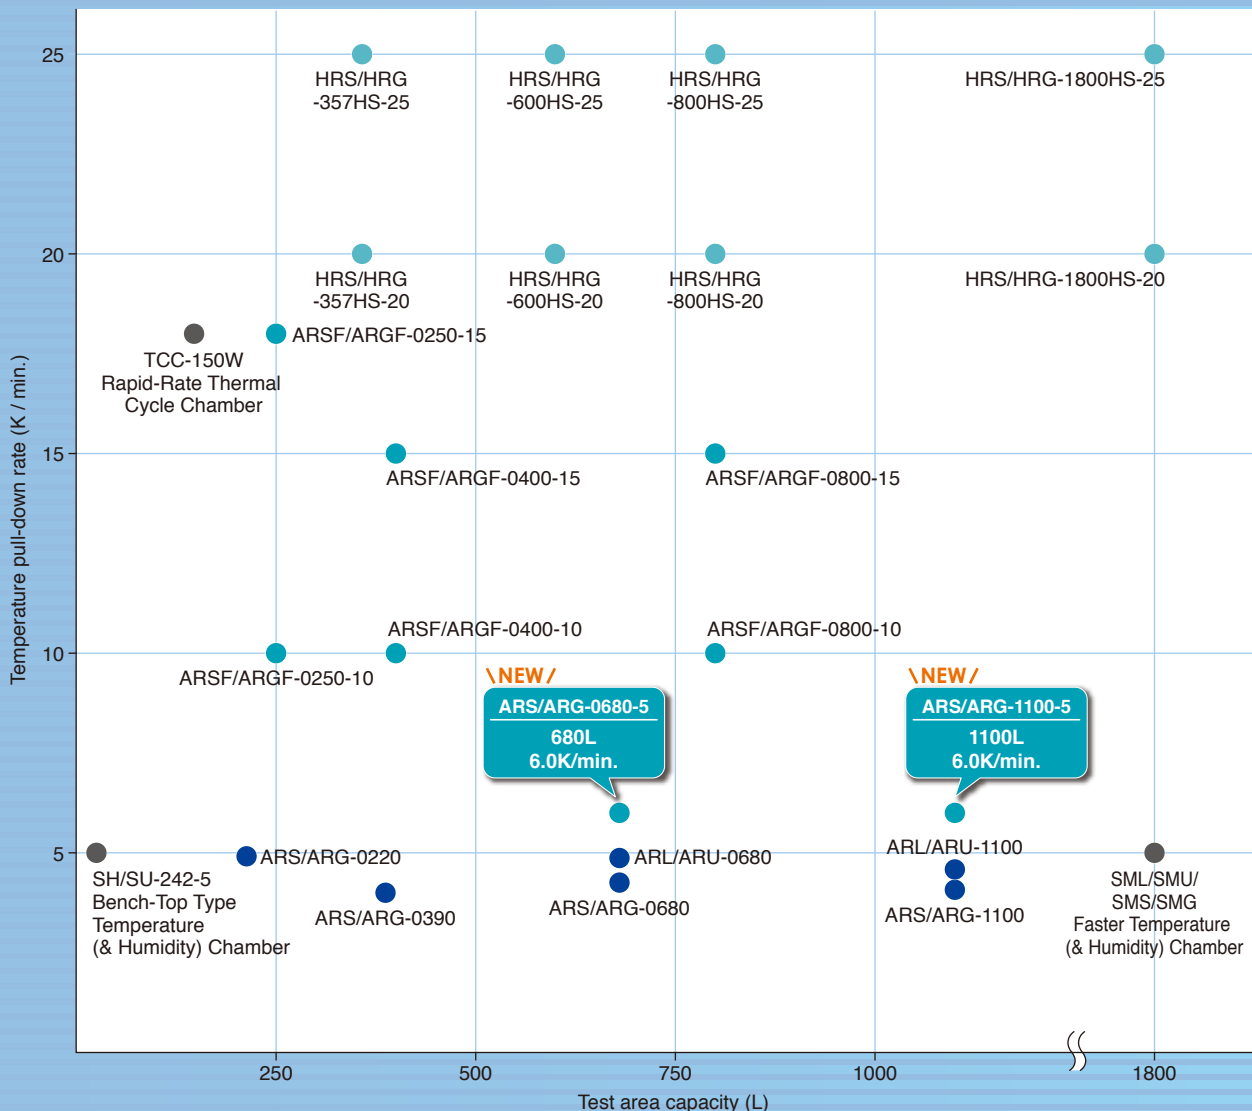 25
HRS/HRG
-357HS-25
HRS/HRG
-600HS-25
HRS/HRG
-800HS-25
HRS/HRG-1800HS-25
20
HRS/HRG
-357HS-20
HRS/HRG
-600HS-20
HRS/HRG
-800HS-20
HRS/HRG-1800HS-20
TCC-150W
Rapid-Rate Thermal
Cycle Chamber
ARSF/ARGF-0250-15
15
ARSF/ARGF-0400-15
ARSF/ARGF-0800-15
10
ARSF/ARGF-0400-10
ARSF/ARGF-0800-10
ARSF/ARGF-0250-10
NEW
ARS/ARG-0680-5
680L
6.0K/min.
NEW
ARS/ARG-1100-5
1100L
6.0K/min.
5
SH/SU-242-5
Bench-Top Type
Temperature
(& Humidity) Chamber
ARS/ARG-0220
ARS/ARG-0390
ARL/ARU-0680
ARS/ARG-0680
ARL/ARU-1100
ARS/ARG-1100
SML/SMU/
SMS/SMG
Faster Temperature
(& Humidity) Chamber
Temperature pull-down rate (K / min.)
250
500
750
1000
1800
Test area capacity (L)